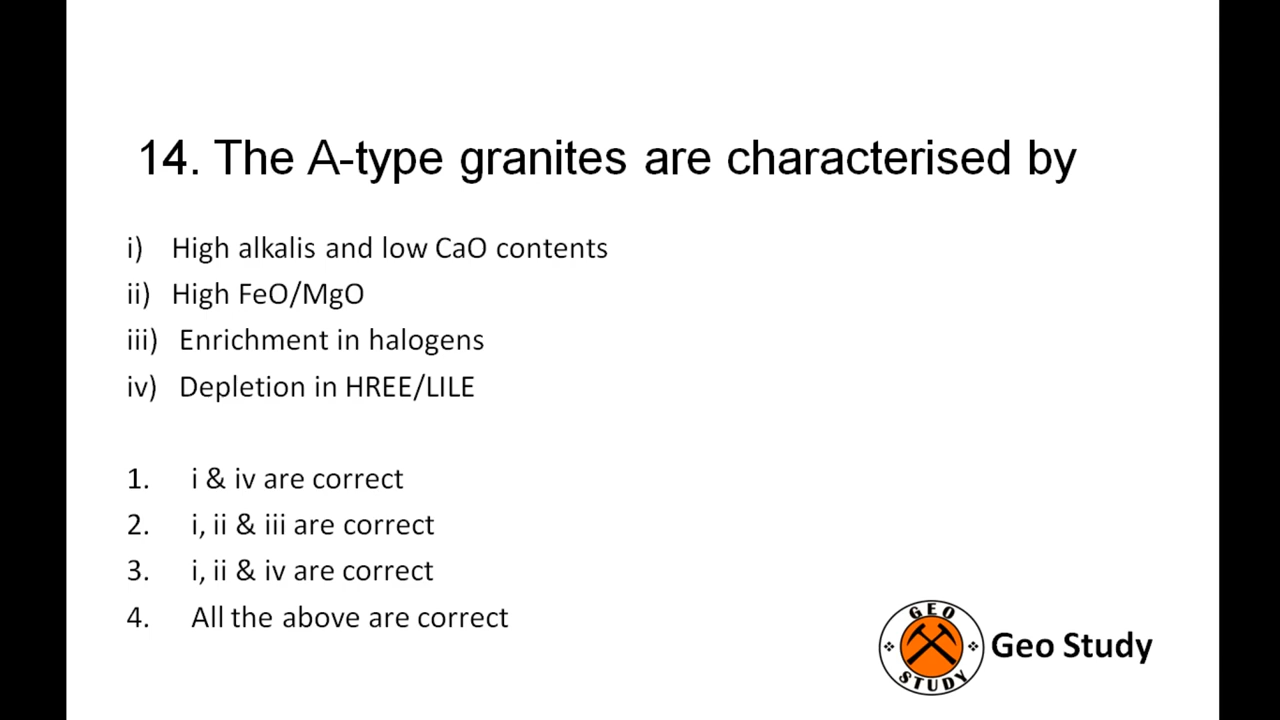 14. The A-type granites are characterised by
i) High alkalis and low CaO contents
ii) High FeO/MgO
iii) Enrichment in halogens
iv) Depletion in HREE/LILE
1. i & iv are correct
2. i, ii & iii are correct
3. i, ii & iv are correct
4. All the above are correct
GEO
STUDY
Geo Study